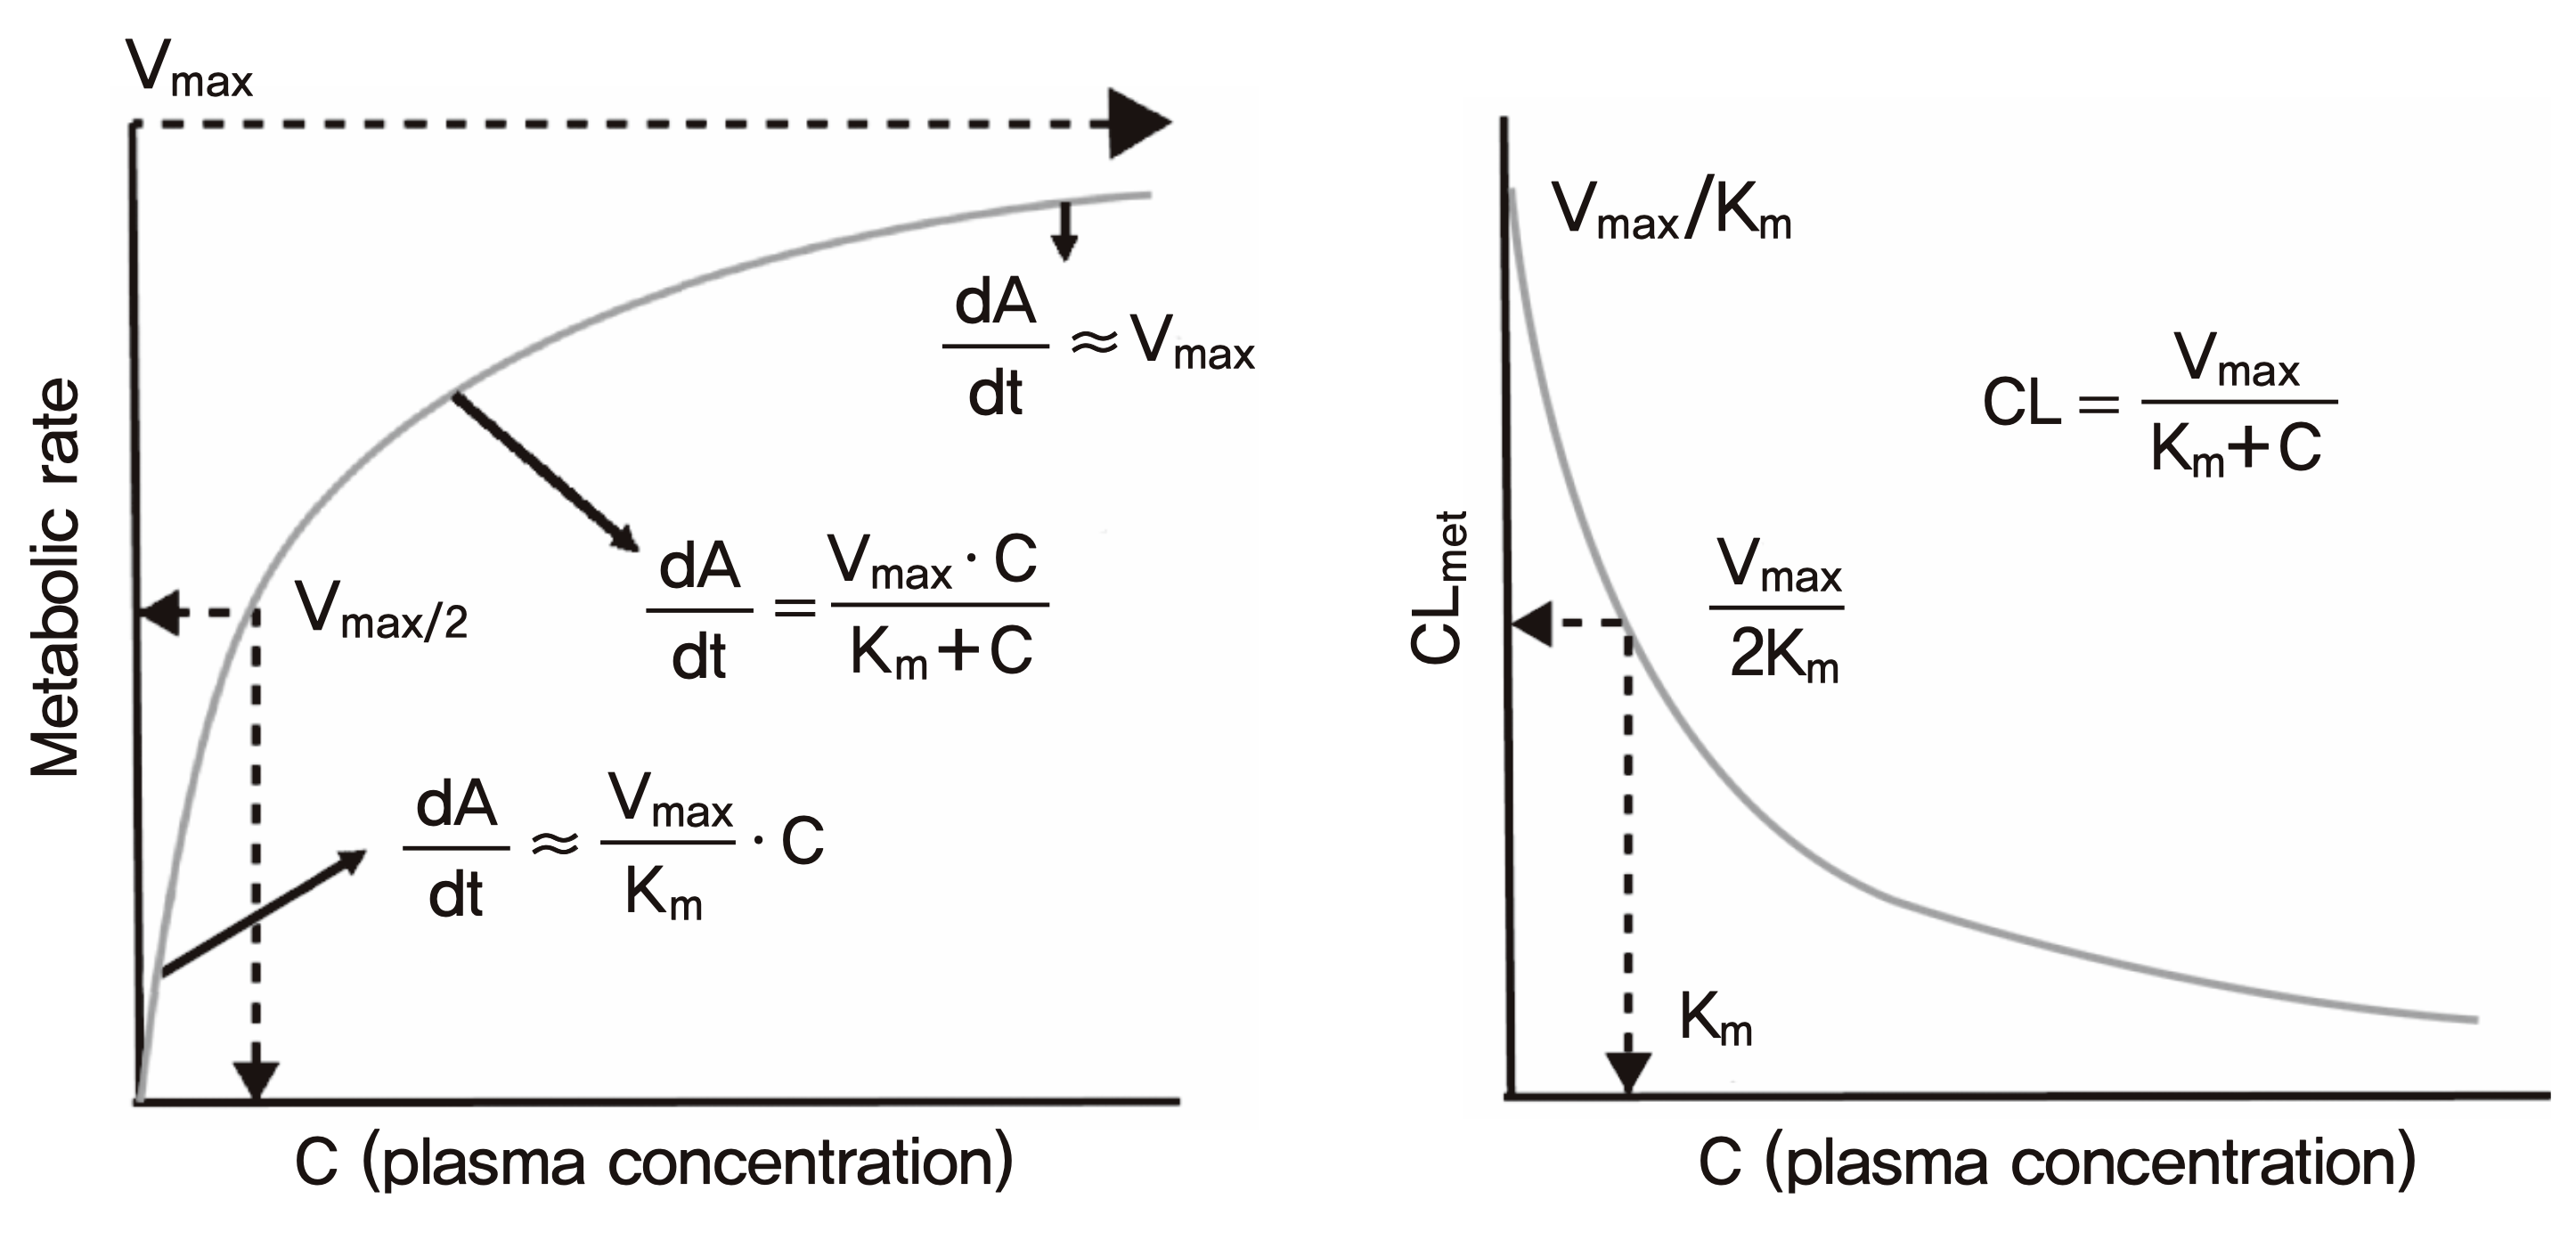 Vmax
Metabolic rate
Vmax/2
dA/dt ≈ Vmax
dA/dt = Vmax · C / Km+C
dA/dt ≈ Vmax/Km · C
C (plasma concentration)
Vmax/Km
CL = Vmax / Km+C
CLmet
Vmax / 2Km
Km
C (plasma concentration)